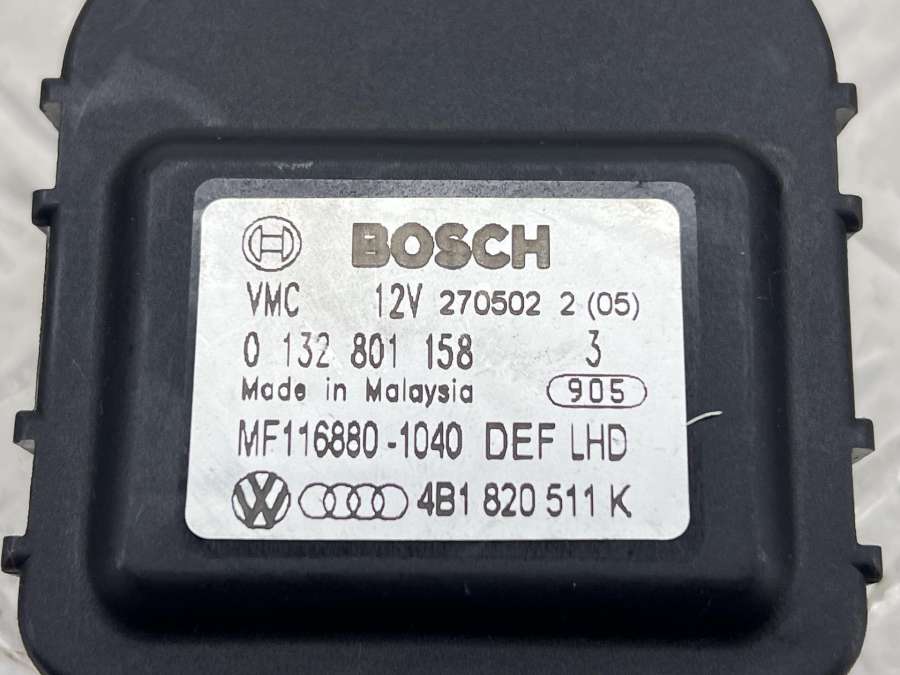 BOSCH
VMC 12V 270502 2 (05)
0 132 801 158 3
Made in Malaysia 905
MF116880-1040 DEF LHD
VW 4B1 820 511 K